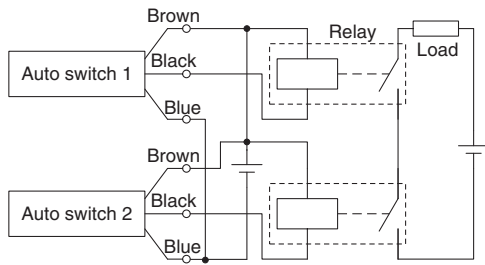 Brown
Relay
Load
Black
Auto switch 1
Blue
Brown
Black
Auto switch 2
Blue